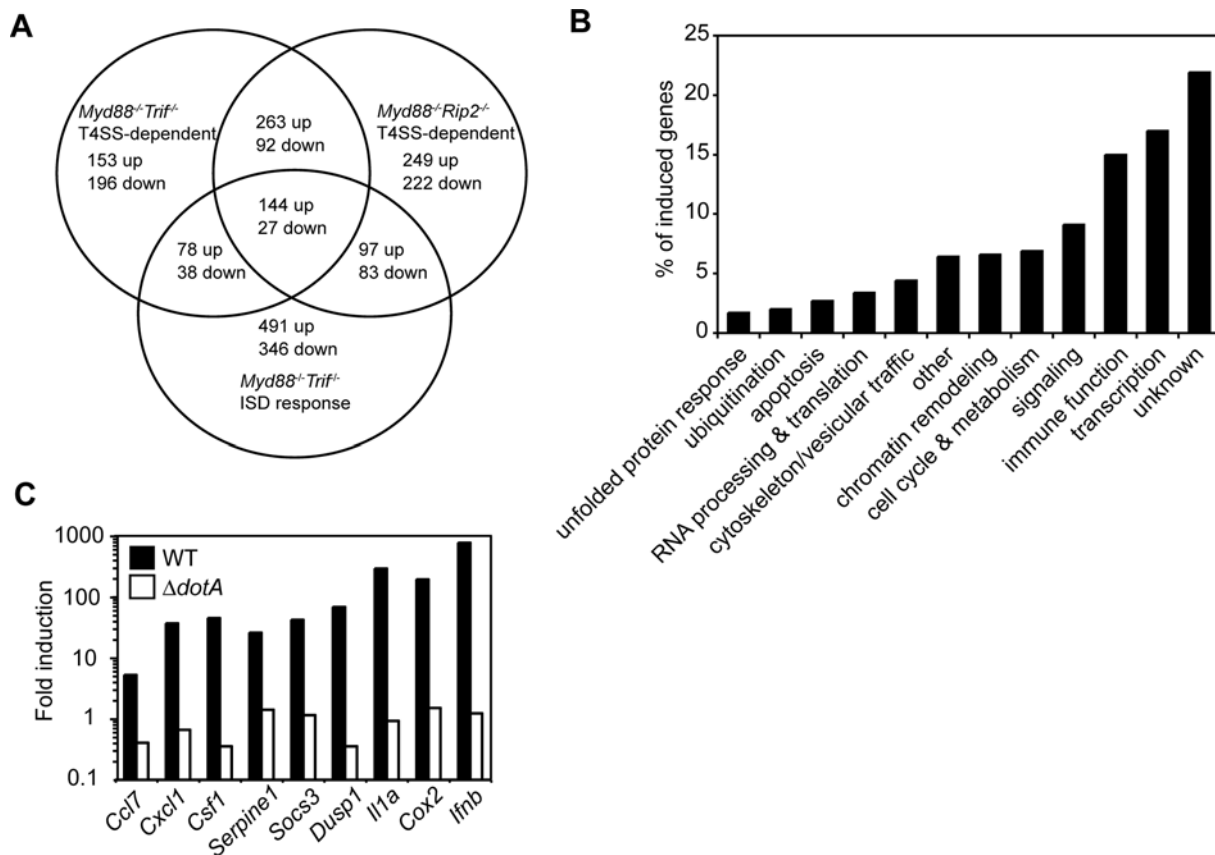 A
Myd88-/-Trif-/-
T4SS-dependent
153 up
196 down
263 up
92 down
Myd88-/-Rip2-/-
T4SS-dependent
249 up
222 down
144 up
27 down
78 up
38 down
97 up
83 down
491 up
346 down
Myd88-/-Trif-/-
ISD response
B
% of induced genes
25
20
15
10
5
0
unfolded protein response
ubiquitination
apoptosis
RNA processing & translation
cytoskeleton/vesicular traffic
other
chromatin remodeling
cell cycle & metabolism
signaling
immune function
transcription
unknown
C
Fold induction
1000
100
10
1
0.1
WT
ΔdotA
Ccl7
Cxcl1
Csf1
Serpine1
Socs3
Dusp1
Il1a
Cox2
Ifnb